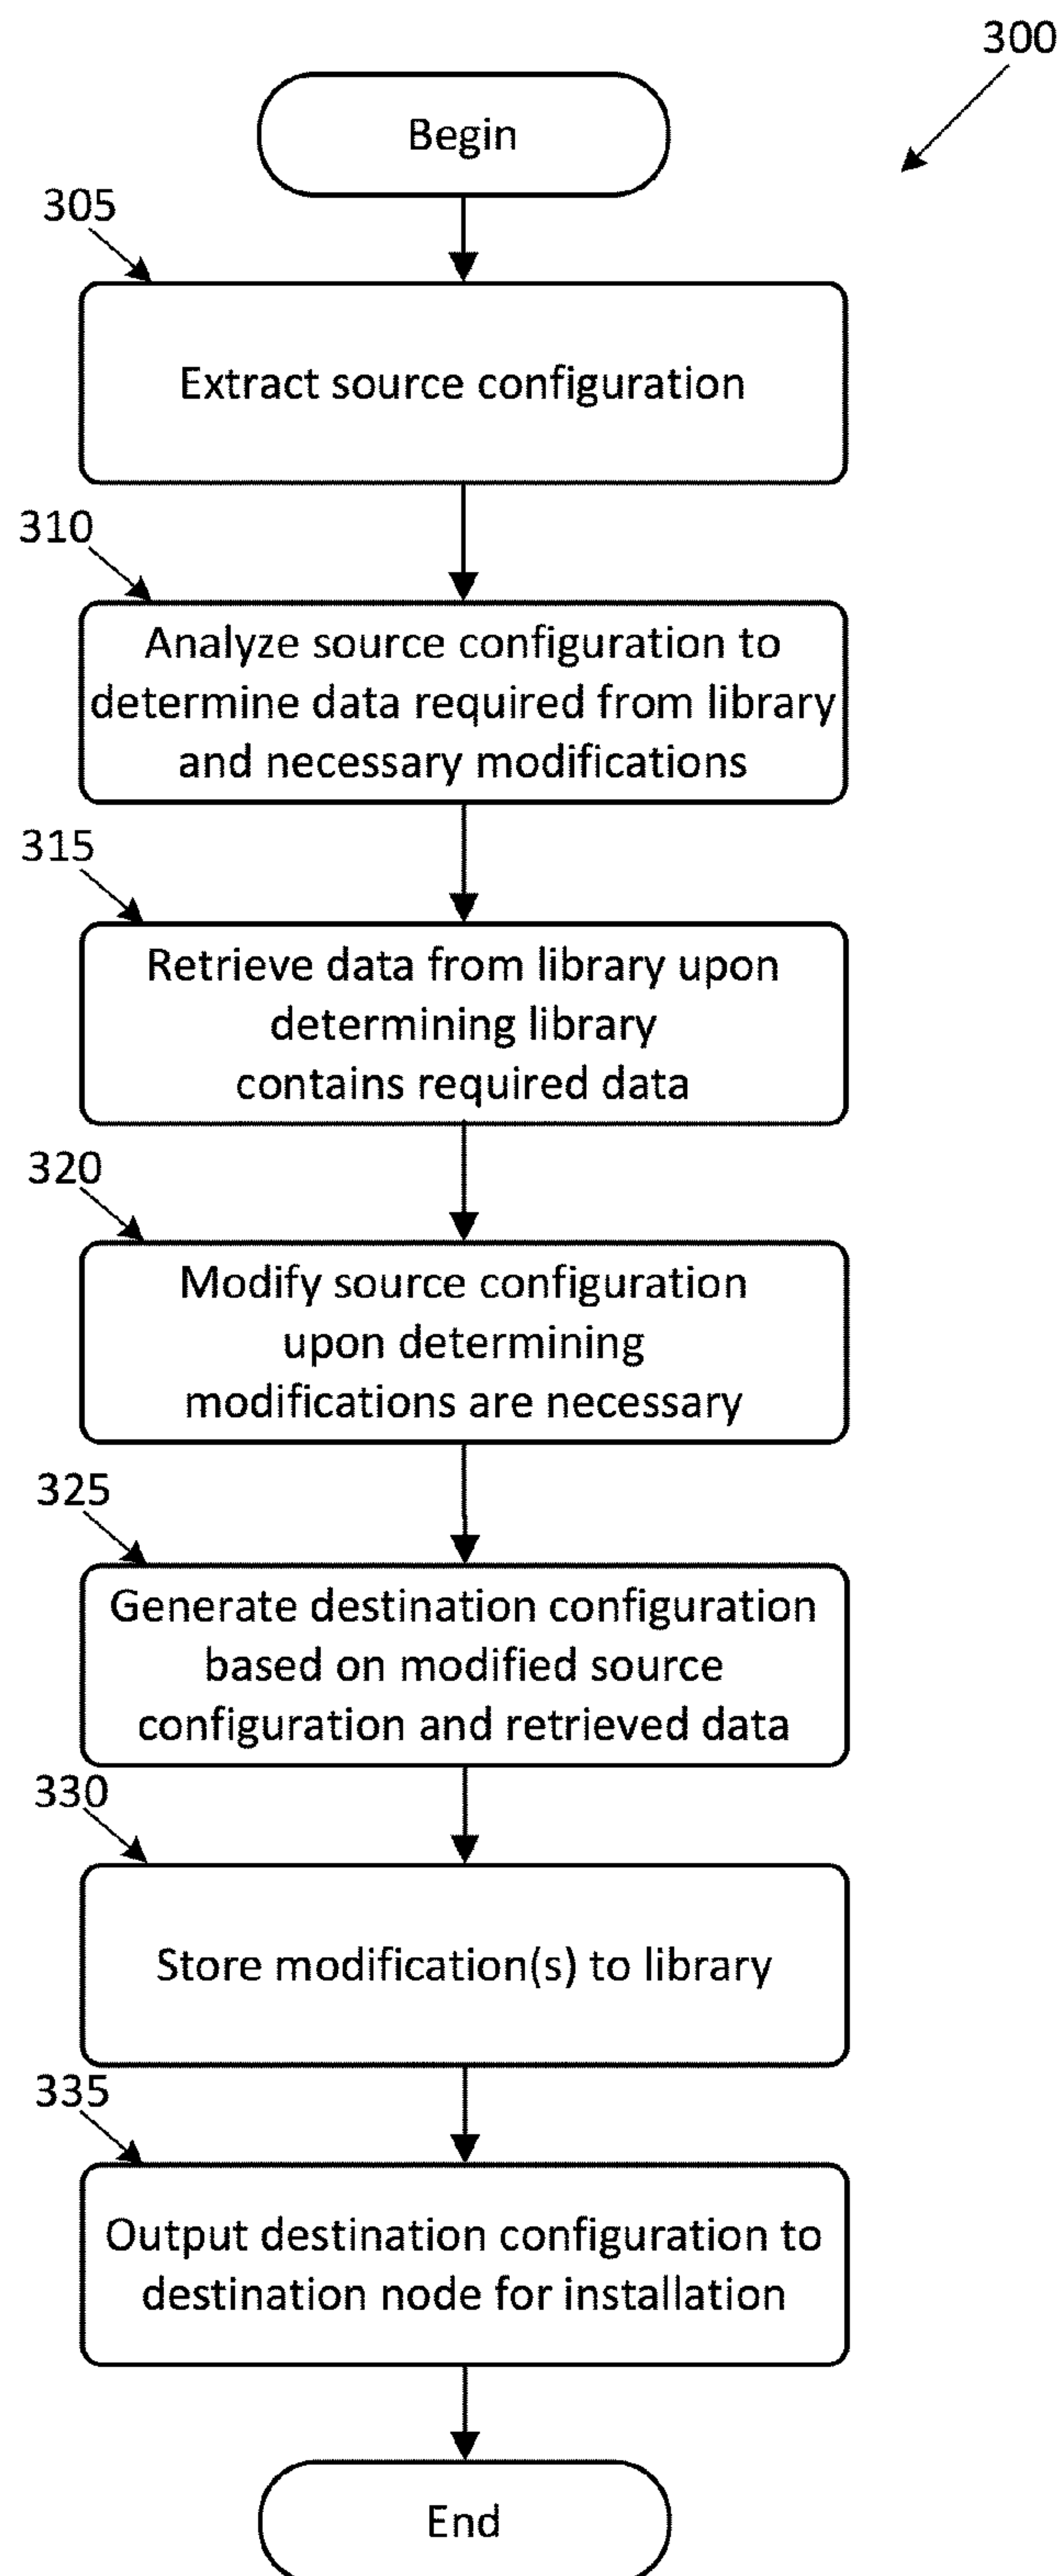 300
Begin
305
Extract source configuration
310
Analyze source configuration to
determine data required from library
and necessary modifications
315
Retrieve data from library upon
determining library
contains required data
320
Modify source configuration
upon determining
modifications are necessary
325
Generate destination configuration
based on modified source
configuration and retrieved data
330
Store modification(s) to library
335
Output destination configuration to
destination node for installation
End